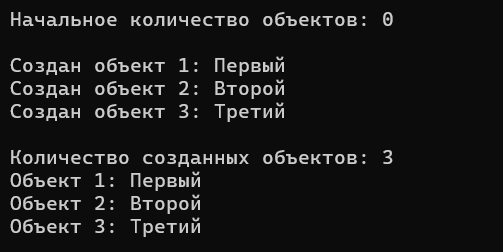 Начальное количество объектов: 0
Создан объект 1: Первый
Создан объект 2: Второй
Создан объект 3: Третий
Количество созданных объектов: 3
Объект 1: Первый
Объект 2: Второй
Объект 3: Третий